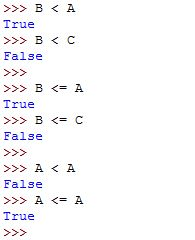 >>> B < A
True
>>> B < C
False
>>>
>>> B <= A
True
>>> B <= C
False
>>>
>>> A < A
False
>>> A <= A
True
>>>